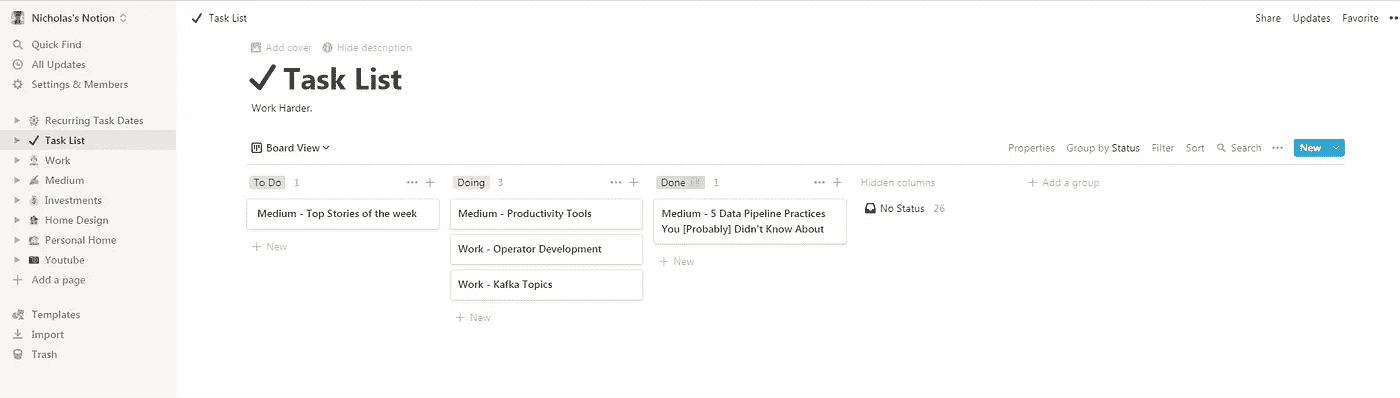 Nicholas's Notion
Quick Find
All Updates
Settings & Members
Recurring Task Dates
Task List
Work
Medium
Investments
Home Design
Personal Home
Youtube
Add a page
Templates
Import
Trash
Task List
Share Updates Favorite
Add cover Hide description
Task List
Work Harder.
Board View
Properties Group by Status Filter Sort Search New
To Do 1
Medium - Top Stories of the week
New
Doing 3
Medium - Productivity Tools
Work - Operator Development
Work - Kafka Topics
New
Done 1
Medium - 5 Data Pipeline Practices
You [Probably] Didn't Know About
New
Hidden columns
No Status 26
Add a group